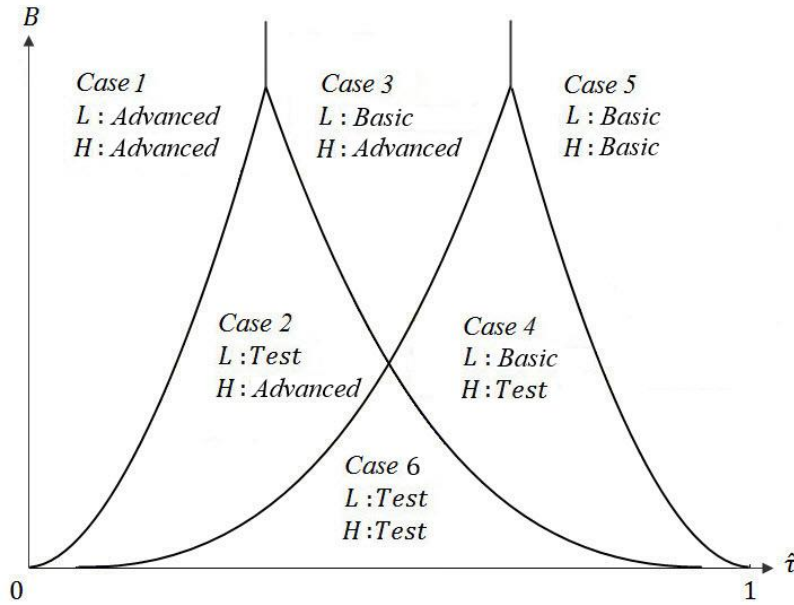 B
Case 1
L : Advanced
H : Advanced
Case 3
L : Basic
H : Advanced
Case 5
L : Basic
H : Basic
Case 2
L : Test
H : Advanced
Case 4
L : Basic
H : Test
Case 6
L : Test
H : Test
0
1
τ̂